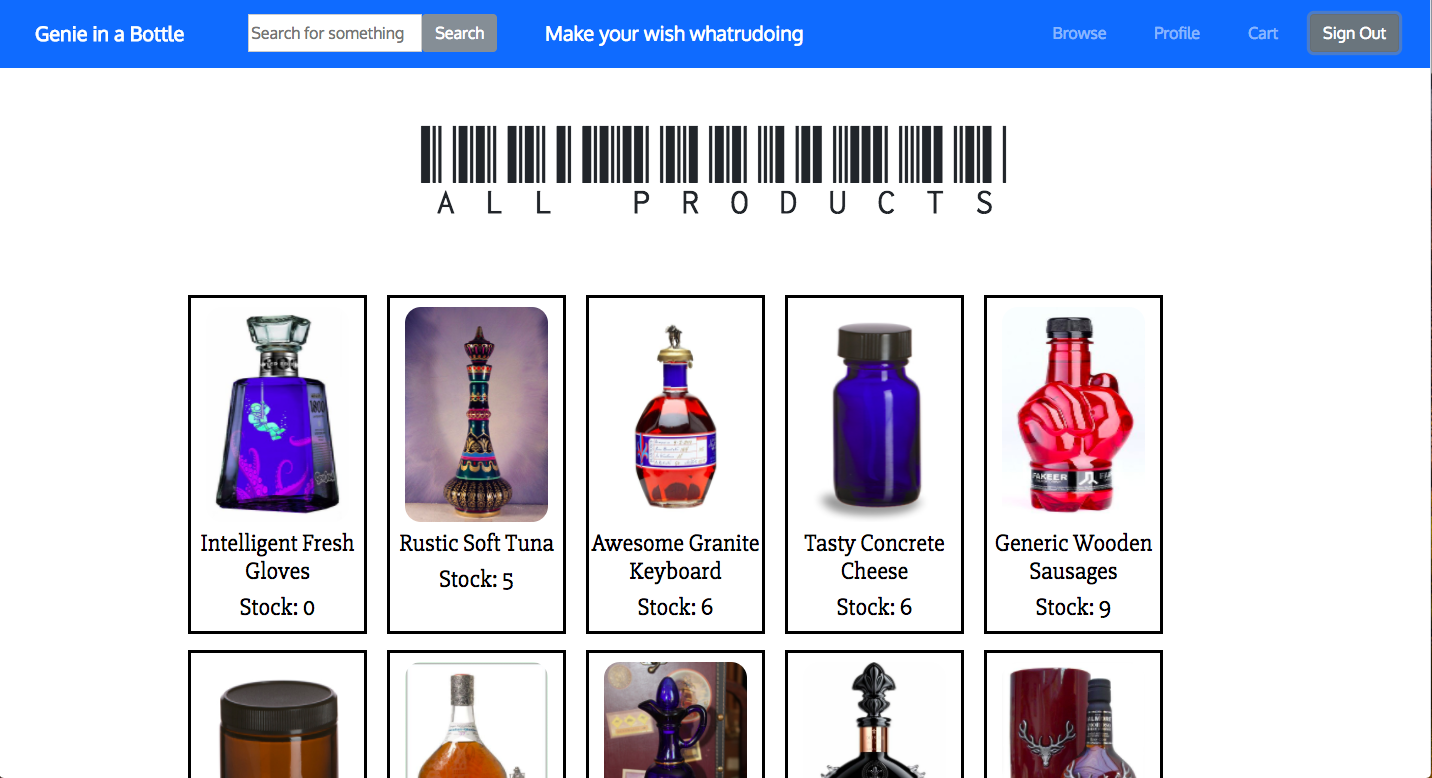 Genie in a Bottle
Search for something
Search
Make your wish whatrudoing
Browse
Profile
Cart
Sign Out
ALL PRODUCTS
Intelligent Fresh
Gloves
Stock: 0
Rustic Soft Tuna
Stock: 5
Awesome Granite
Keyboard
Stock: 6
Tasty Concrete
Cheese
Stock: 6
FAKEER
Generic Wooden
Sausages
Stock: 9